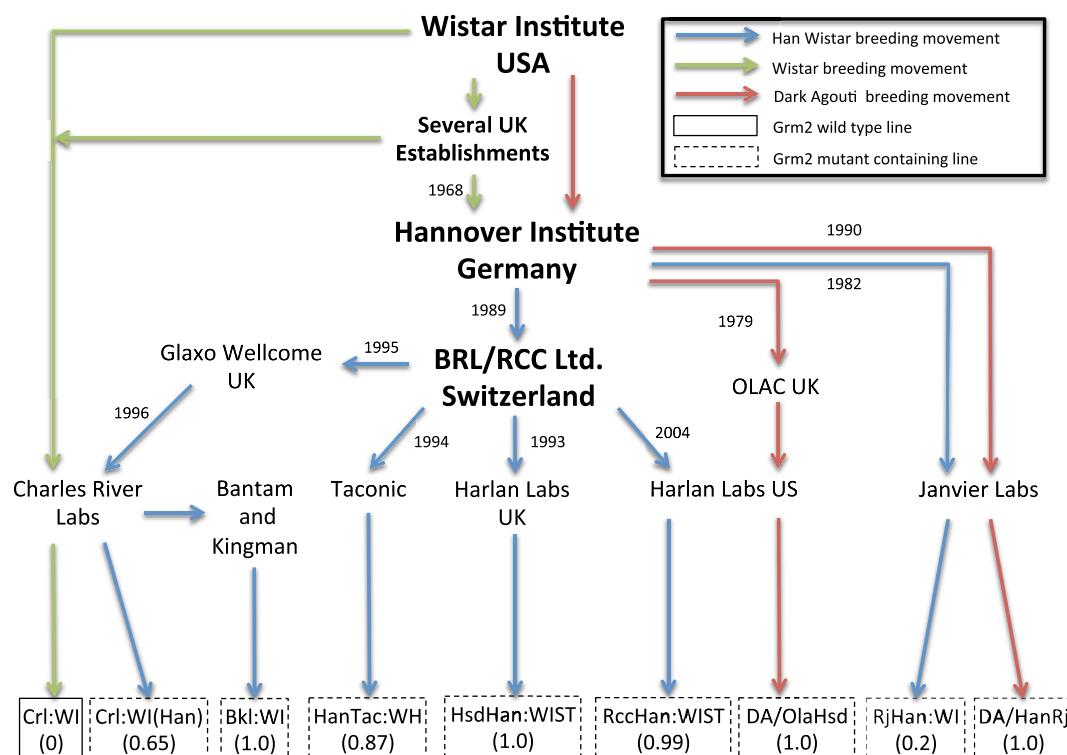 Wistar Institute
USA
Han Wistar breeding movement
Wistar breeding movement
Dark Agouti breeding movement
Grm2 wild type line
Grm2 mutant containing line
Several UK
Establishments
1968
Hannover Institute
Germany
1990
1982
1979
1989
Glaxo Wellcome
UK
1995
BRL/RCC Ltd.
Switzerland
OLAC UK
1996
1994
1993
2004
Charles River
Labs
Bantam
and
Kingman
Taconic
Harlan Labs
UK
Harlan Labs US
Janvier Labs
Crl:WI
(0)
Crl:WI(Han)
(0.65)
Bkl:WI
(1.0)
HanTac:WH
(0.87)
HsdHan:WIST
(1.0)
RccHan:WIST
(0.99)
DA/OlaHsd
(1.0)
RjHan:WI
(0.2)
DA/HanRj
(1.0)